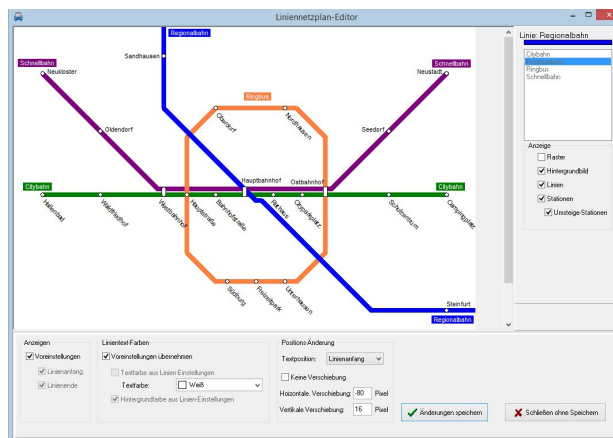 Liniennetzplan-Editor
Linie: Regionalbahn
Citybahn
Regionalbahn
Ringbus
Schnellbahn
Anzeige
Raster
Hintergrundbild
Linien
Stationen
Umsteige-Stationen
Regionalbahn
Sandhausen
Schnellbahn
Neukloster
Schnellbahn
Neustadt
Ringbus
Oldendorf
Nordhausen
Oldendorf
Seedorf
Hauptbahnhof
Ostbahnhof
Citybahn
Citybahn
Hallenbad
Waldfriedhof
Westbahnhof
Hauptstraße
Bahnhofstraße
Rathaus
Cityparkplatz
Schulzentrum
Campingplatz
Südburg
Freizeitpark
Unterhausen
Steinfurt
Regionalbahn
Anzeigen
Voreinstellungen
Linienanfang
Linienende
Linientext-Farben
Voreinstellungen übernehmen
Textfarbe aus Linien-Einstellungen
Textfarbe: Weiß
Hintergrundfarbe aus Linien-Einstellungen
Positions-Änderung
Textposition: Linienanfang
Keine Verschiebung
Hoizontale. Verschiebung: -80 Pixel
Vertikale Verschiebung: 16 Pixel
Änderungen speichern
Schließen ohne Speichern